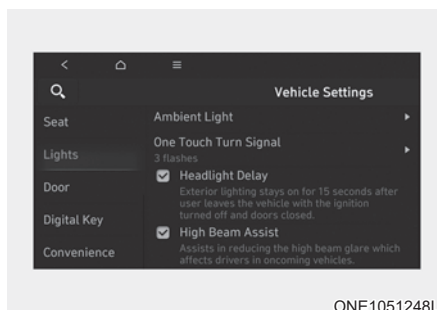 Vehicle Settings
Seat
Lights
Door
Digital Key
Convenience
Ambient Light
One Touch Turn Signal
3 flashes
Headlight Delay
Exterior lighting stays on for 15 seconds after
user leaves the vehicle with the ignition
turned off and doors closed.
High Beam Assist
Assists in reducing the high beam glare which
affects drivers in oncoming vehicles.
ONE1051248L